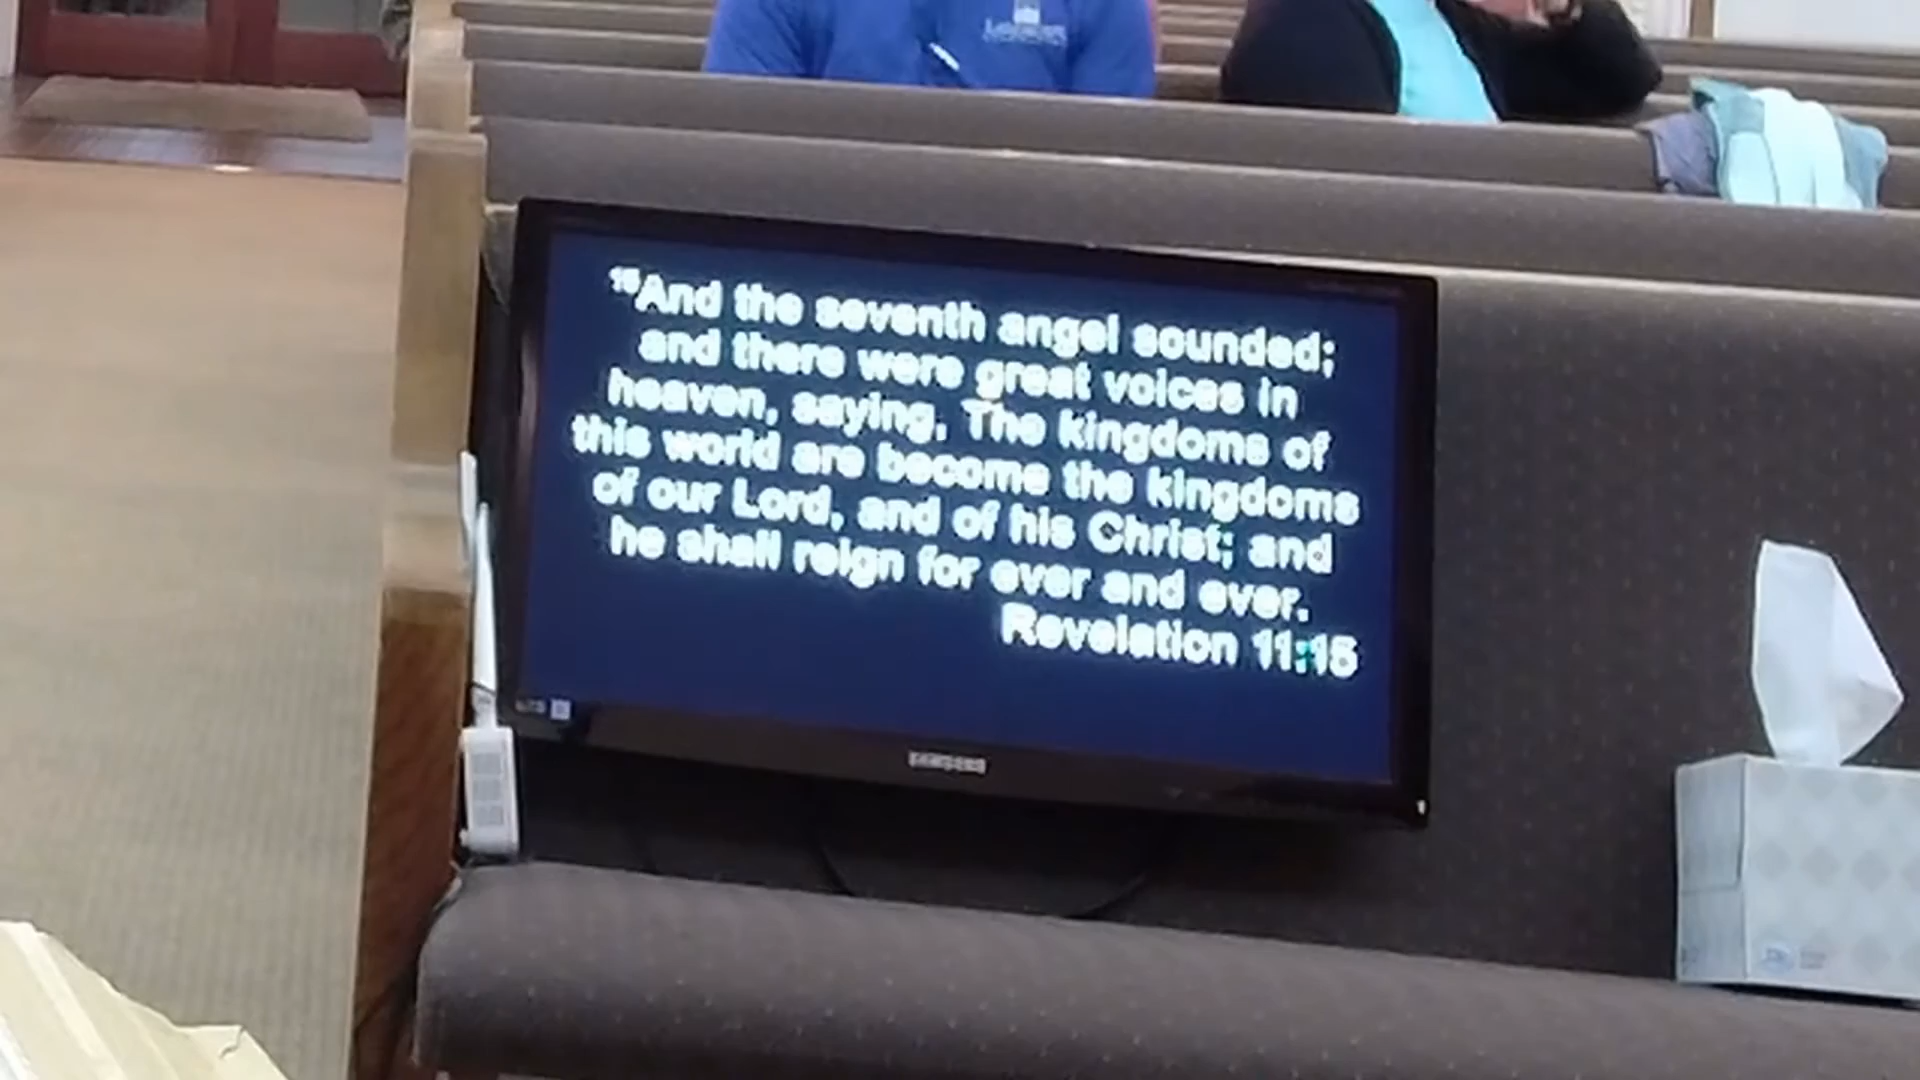 15And the seventh angel sounded;
and there were great voices in
heaven, saying, The kingdoms of
this world are become the kingdoms
of our Lord, and of his Christ; and
he shall reign for ever and ever.
Revelation 11:15
SAMSUNG